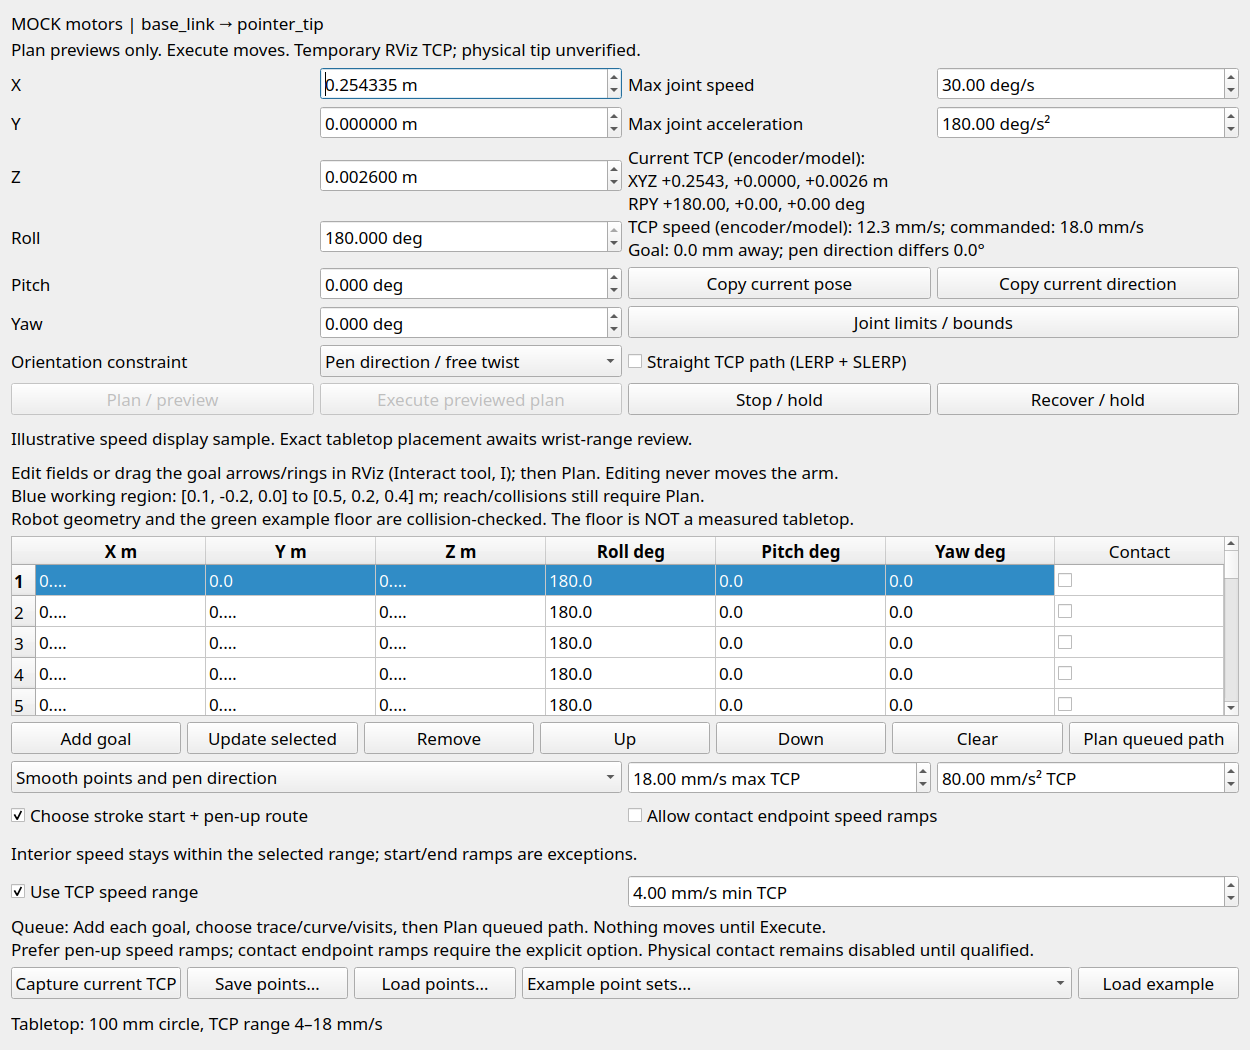 MOCK motors | base_link → pointer_tip
Plan previews only. Execute moves. Temporary RViz TCP; physical tip unverified.
X 0.254335 m Max joint speed 30.00 deg/s
Y 0.000000 m Max joint acceleration 180.00 deg/s²
Z 0.002600 m
Current TCP (encoder/model):
XYZ +0.2543, +0.0000, +0.0026 m
RPY +180.00, +0.00, +0.00 deg
Roll 180.000 deg
TCP speed (encoder/model): 12.3 mm/s; commanded: 18.0 mm/s
Goal: 0.0 mm away; pen direction differs 0.0°
Pitch 0.000 deg Copy current pose Copy current direction
Yaw 0.000 deg Joint limits / bounds
Orientation constraint Pen direction / free twist Straight TCP path (LERP + SLERP)
Plan / preview Execute previewed plan Stop / hold Recover / hold
Illustrative speed display sample. Exact tabletop placement awaits wrist-range review.
Edit fields or drag the goal arrows/rings in RViz (Interact tool, I); then Plan. Editing never moves the arm.
Blue working region: [0.1, -0.2, 0.0] to [0.5, 0.2, 0.4] m; reach/collisions still require Plan.
Robot geometry and the green example floor are collision-checked. The floor is NOT a measured tabletop.
X m Y m Z m Roll deg Pitch deg Yaw deg Contact
1 0.... 0.0 0.... 180.0 0.0 0.0
2 0.... 0.... 0.... 180.0 0.0 0.0
3 0.... 0.... 0.... 180.0 0.0 0.0
4 0.... 0.... 0.... 180.0 0.0 0.0
5 0.... 0.... 0.... 180.0 0.0 0.0
Add goal Update selected Remove Up Down Clear Plan queued path
Smooth points and pen direction 18.00 mm/s max TCP 80.00 mm/s² TCP
Choose stroke start + pen-up route Allow contact endpoint speed ramps
Interior speed stays within the selected range; start/end ramps are exceptions.
Use TCP speed range 4.00 mm/s min TCP
Queue: Add each goal, choose trace/curve/visits, then Plan queued path. Nothing moves until Execute.
Prefer pen-up speed ramps; contact endpoint ramps require the explicit option. Physical contact remains disabled until qualified.
Capture current TCP Save points... Load points... Example point sets... Load example
Tabletop: 100 mm circle, TCP range 4–18 mm/s